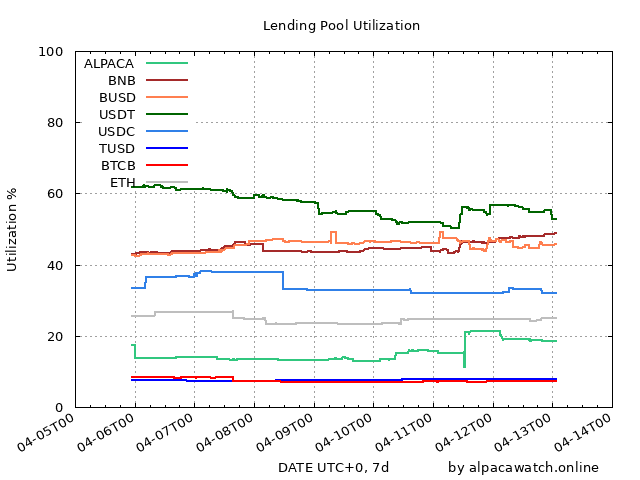 Lending Pool Utilization
100
80
60
40
20
0
Utilization %
ALPACA
BNB
BUSD
USDT
USDC
TUSD
BTCB
ETH
04-05T00
04-06T00
04-07T00
04-08T00
04-09T00
04-10T00
04-11T00
04-12T00
04-13T00
04-14T00
DATE UTC+0, 7d
by alpacawatch.online